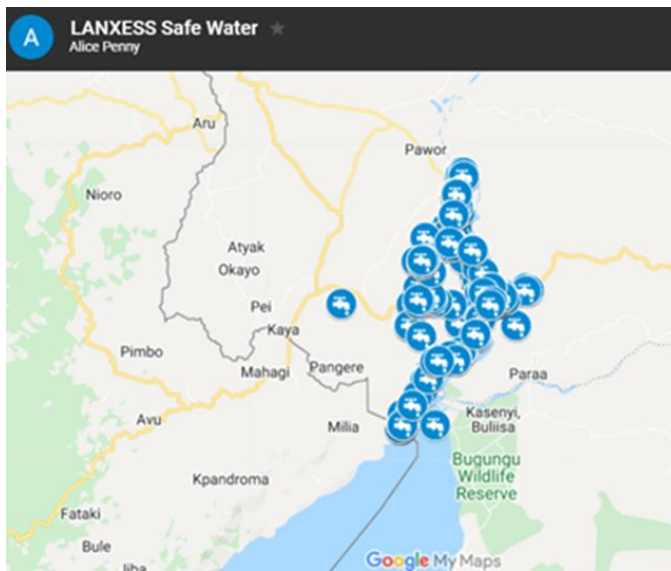 A
LANXESS Safe Water
Alice Penny
Aru
Pawor
Nioro
Atyak
Okayo
Pei
Kaya
Pimbo
Mahagi
Pangere
Paraa
Avu
Milia
Kasenyi,
Buliisa
Bugungu
Wildlife
Reserve
Kpandroma
Fataki
Bule
Google My Maps